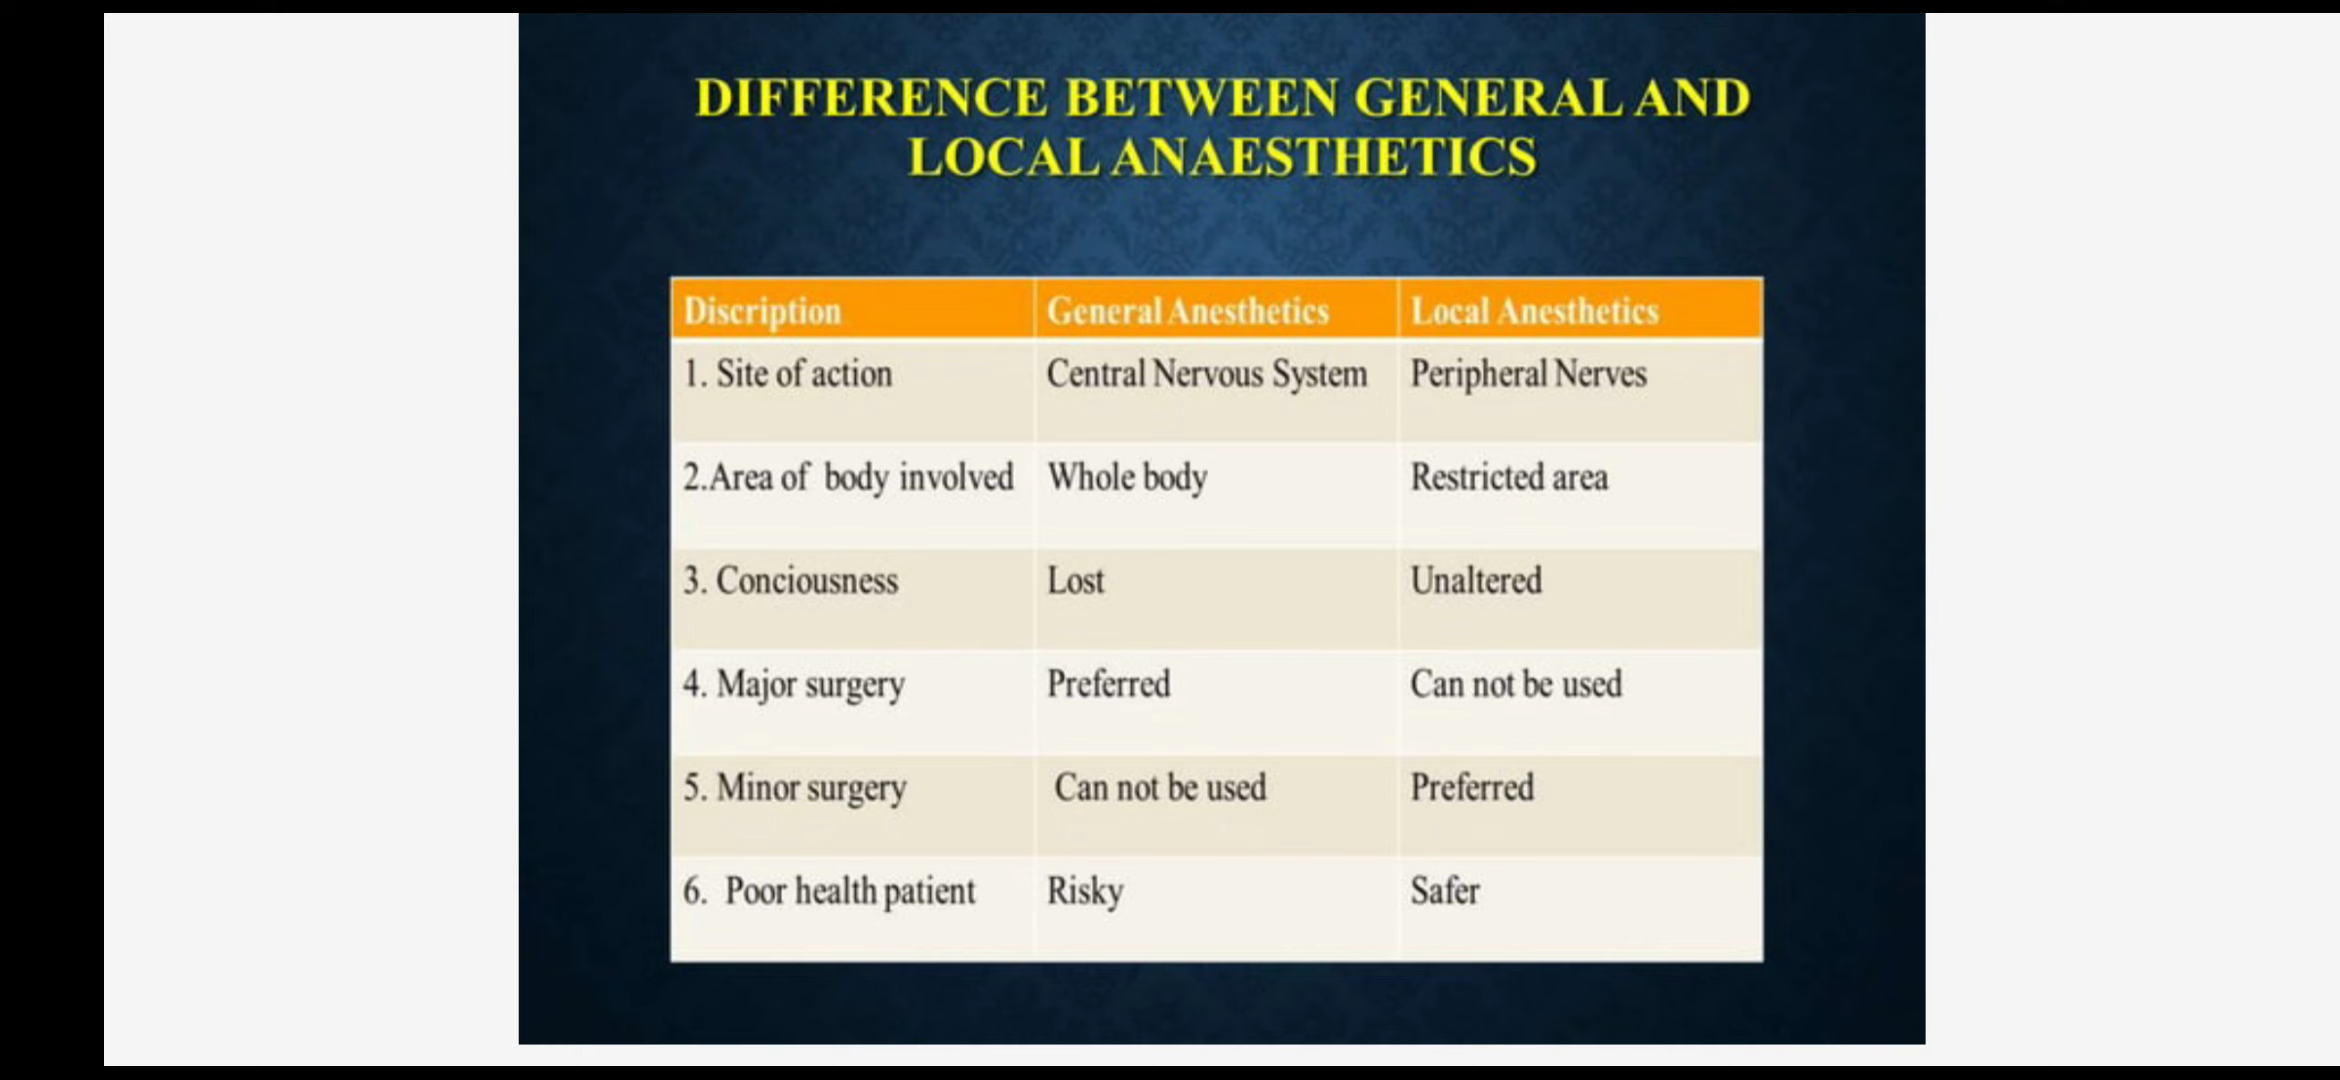 DIFFERENCE BETWEEN GENERAL AND
LOCAL ANAESTHETICS
Discription General Anesthetics Local Anesthetics
1. Site of action Central Nervous System Peripheral Nerves
2.Area of body involved Whole body Restricted area
3. Conciousness Lost Unaltered
4. Major surgery Preferred Can not be used
5. Minor surgery Can not be used Preferred
6. Poor health patient Risky Safer